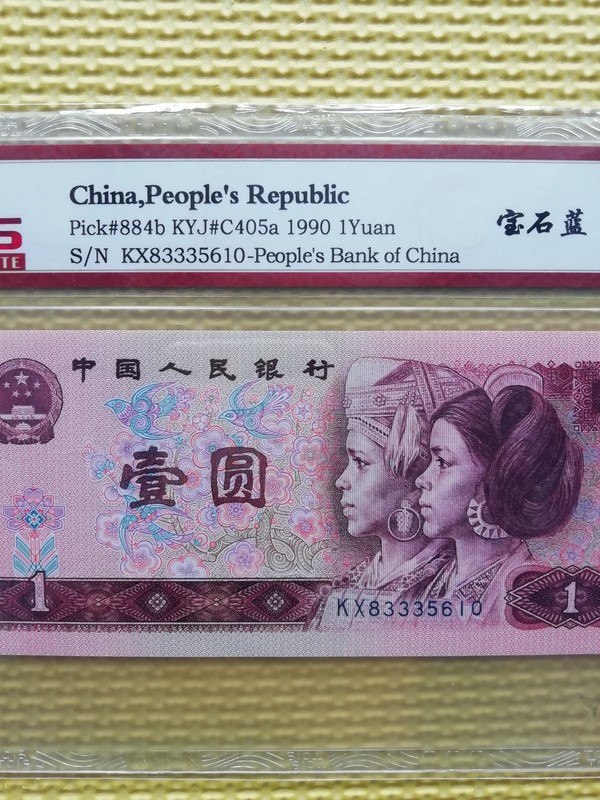 China,People's Republic
Pick#884b KYJ#C405a 1990 1Yuan
宝石蓝
S/N KX83335610-People's Bank of China
中国人民银行
壹圆
1
KX83335610
1